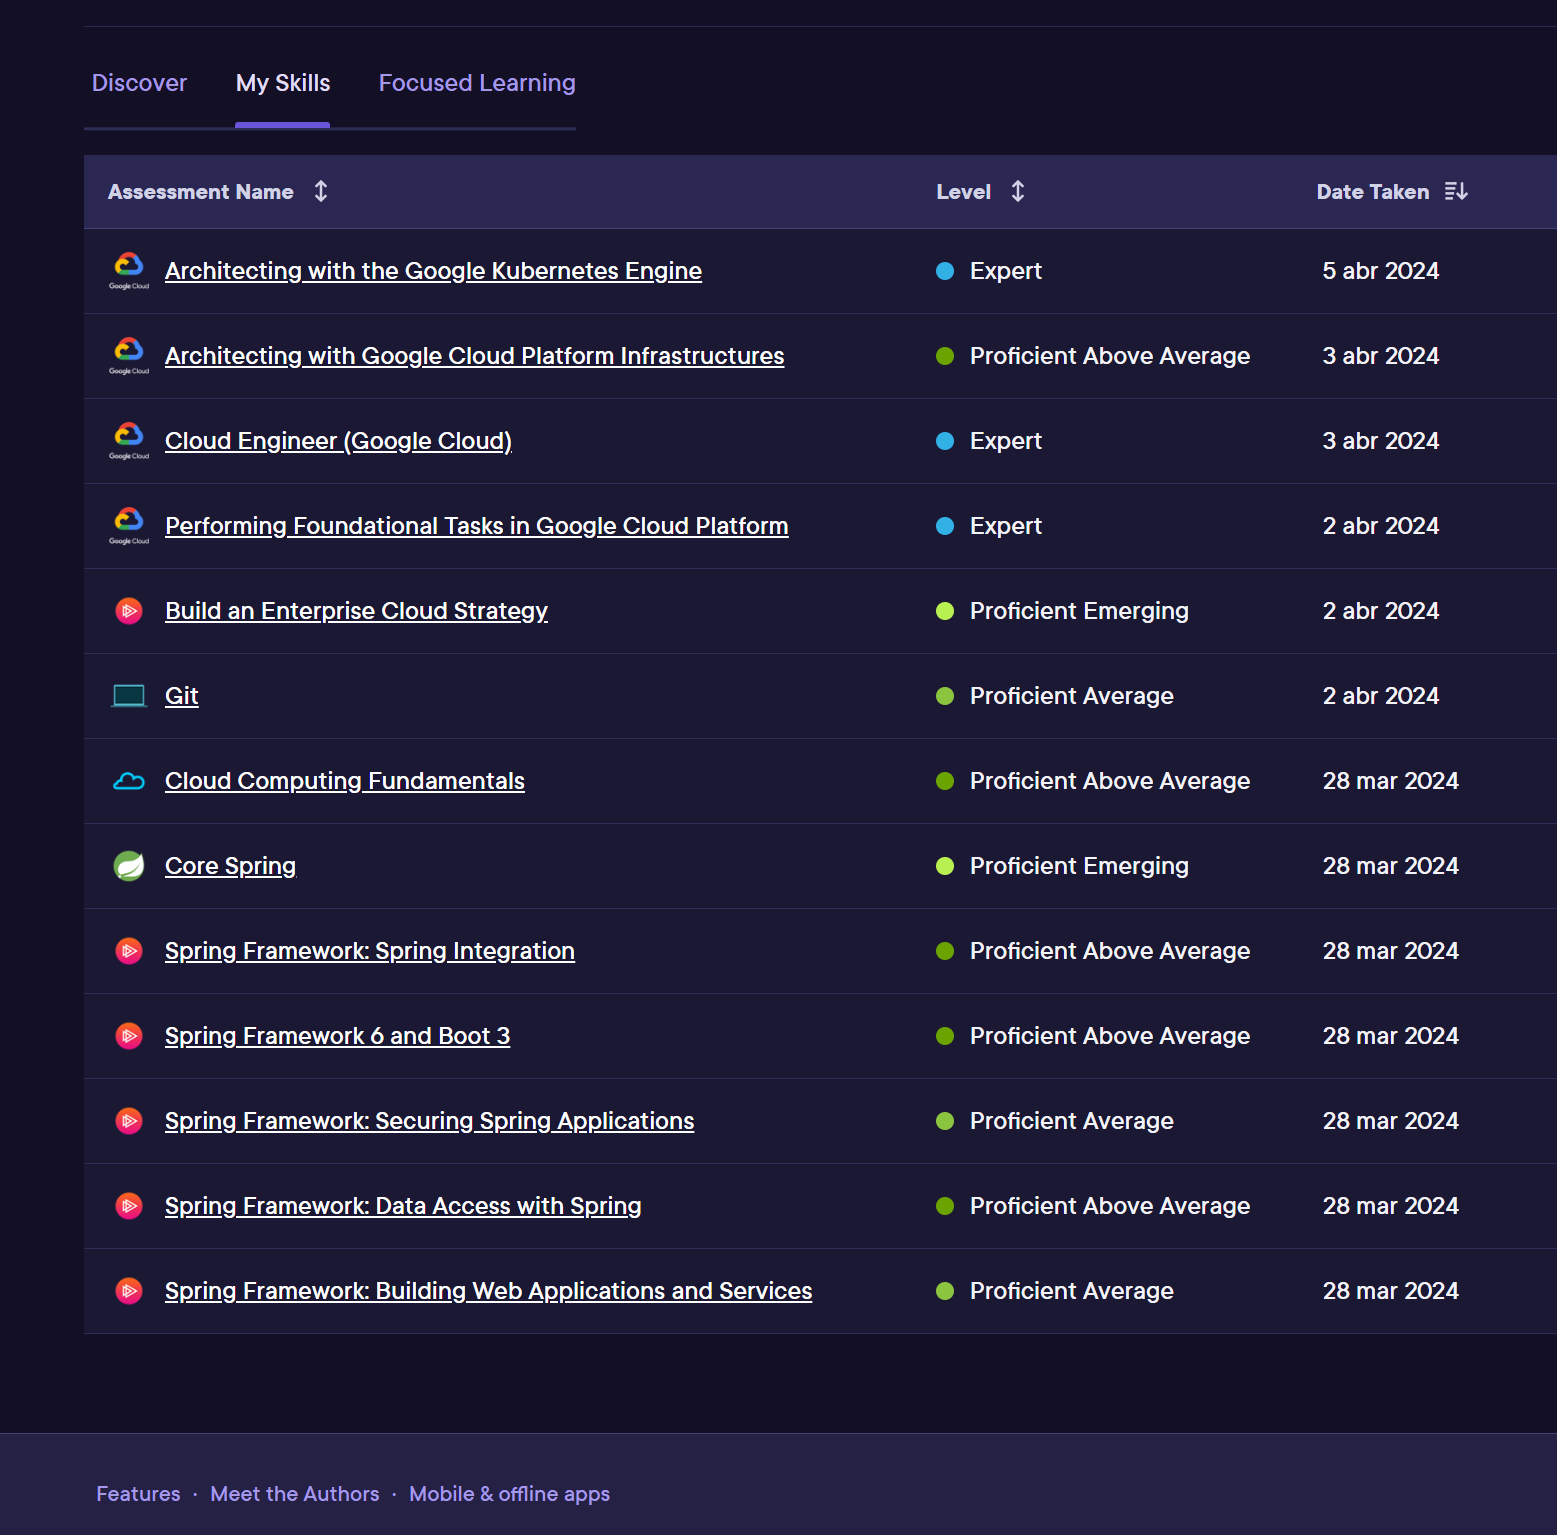 Discover My Skills Focused Learning
Assessment Name Level Date Taken
Google Cloud Architecting with the Google Kubernetes Engine Expert 5 abr 2024
Google Cloud Architecting with Google Cloud Platform Infrastructures Proficient Above Average 3 abr 2024
Google Cloud Cloud Engineer (Google Cloud) Expert 3 abr 2024
Google Cloud Performing Foundational Tasks in Google Cloud Platform Expert 2 abr 2024
Build an Enterprise Cloud Strategy Proficient Emerging 2 abr 2024
Git Proficient Average 2 abr 2024
Cloud Computing Fundamentals Proficient Above Average 28 mar 2024
Core Spring Proficient Emerging 28 mar 2024
Spring Framework: Spring Integration Proficient Above Average 28 mar 2024
Spring Framework 6 and Boot 3 Proficient Above Average 28 mar 2024
Spring Framework: Securing Spring Applications Proficient Average 28 mar 2024
Spring Framework: Data Access with Spring Proficient Above Average 28 mar 2024
Spring Framework: Building Web Applications and Services Proficient Average 28 mar 2024
Features · Meet the Authors · Mobile & offline apps